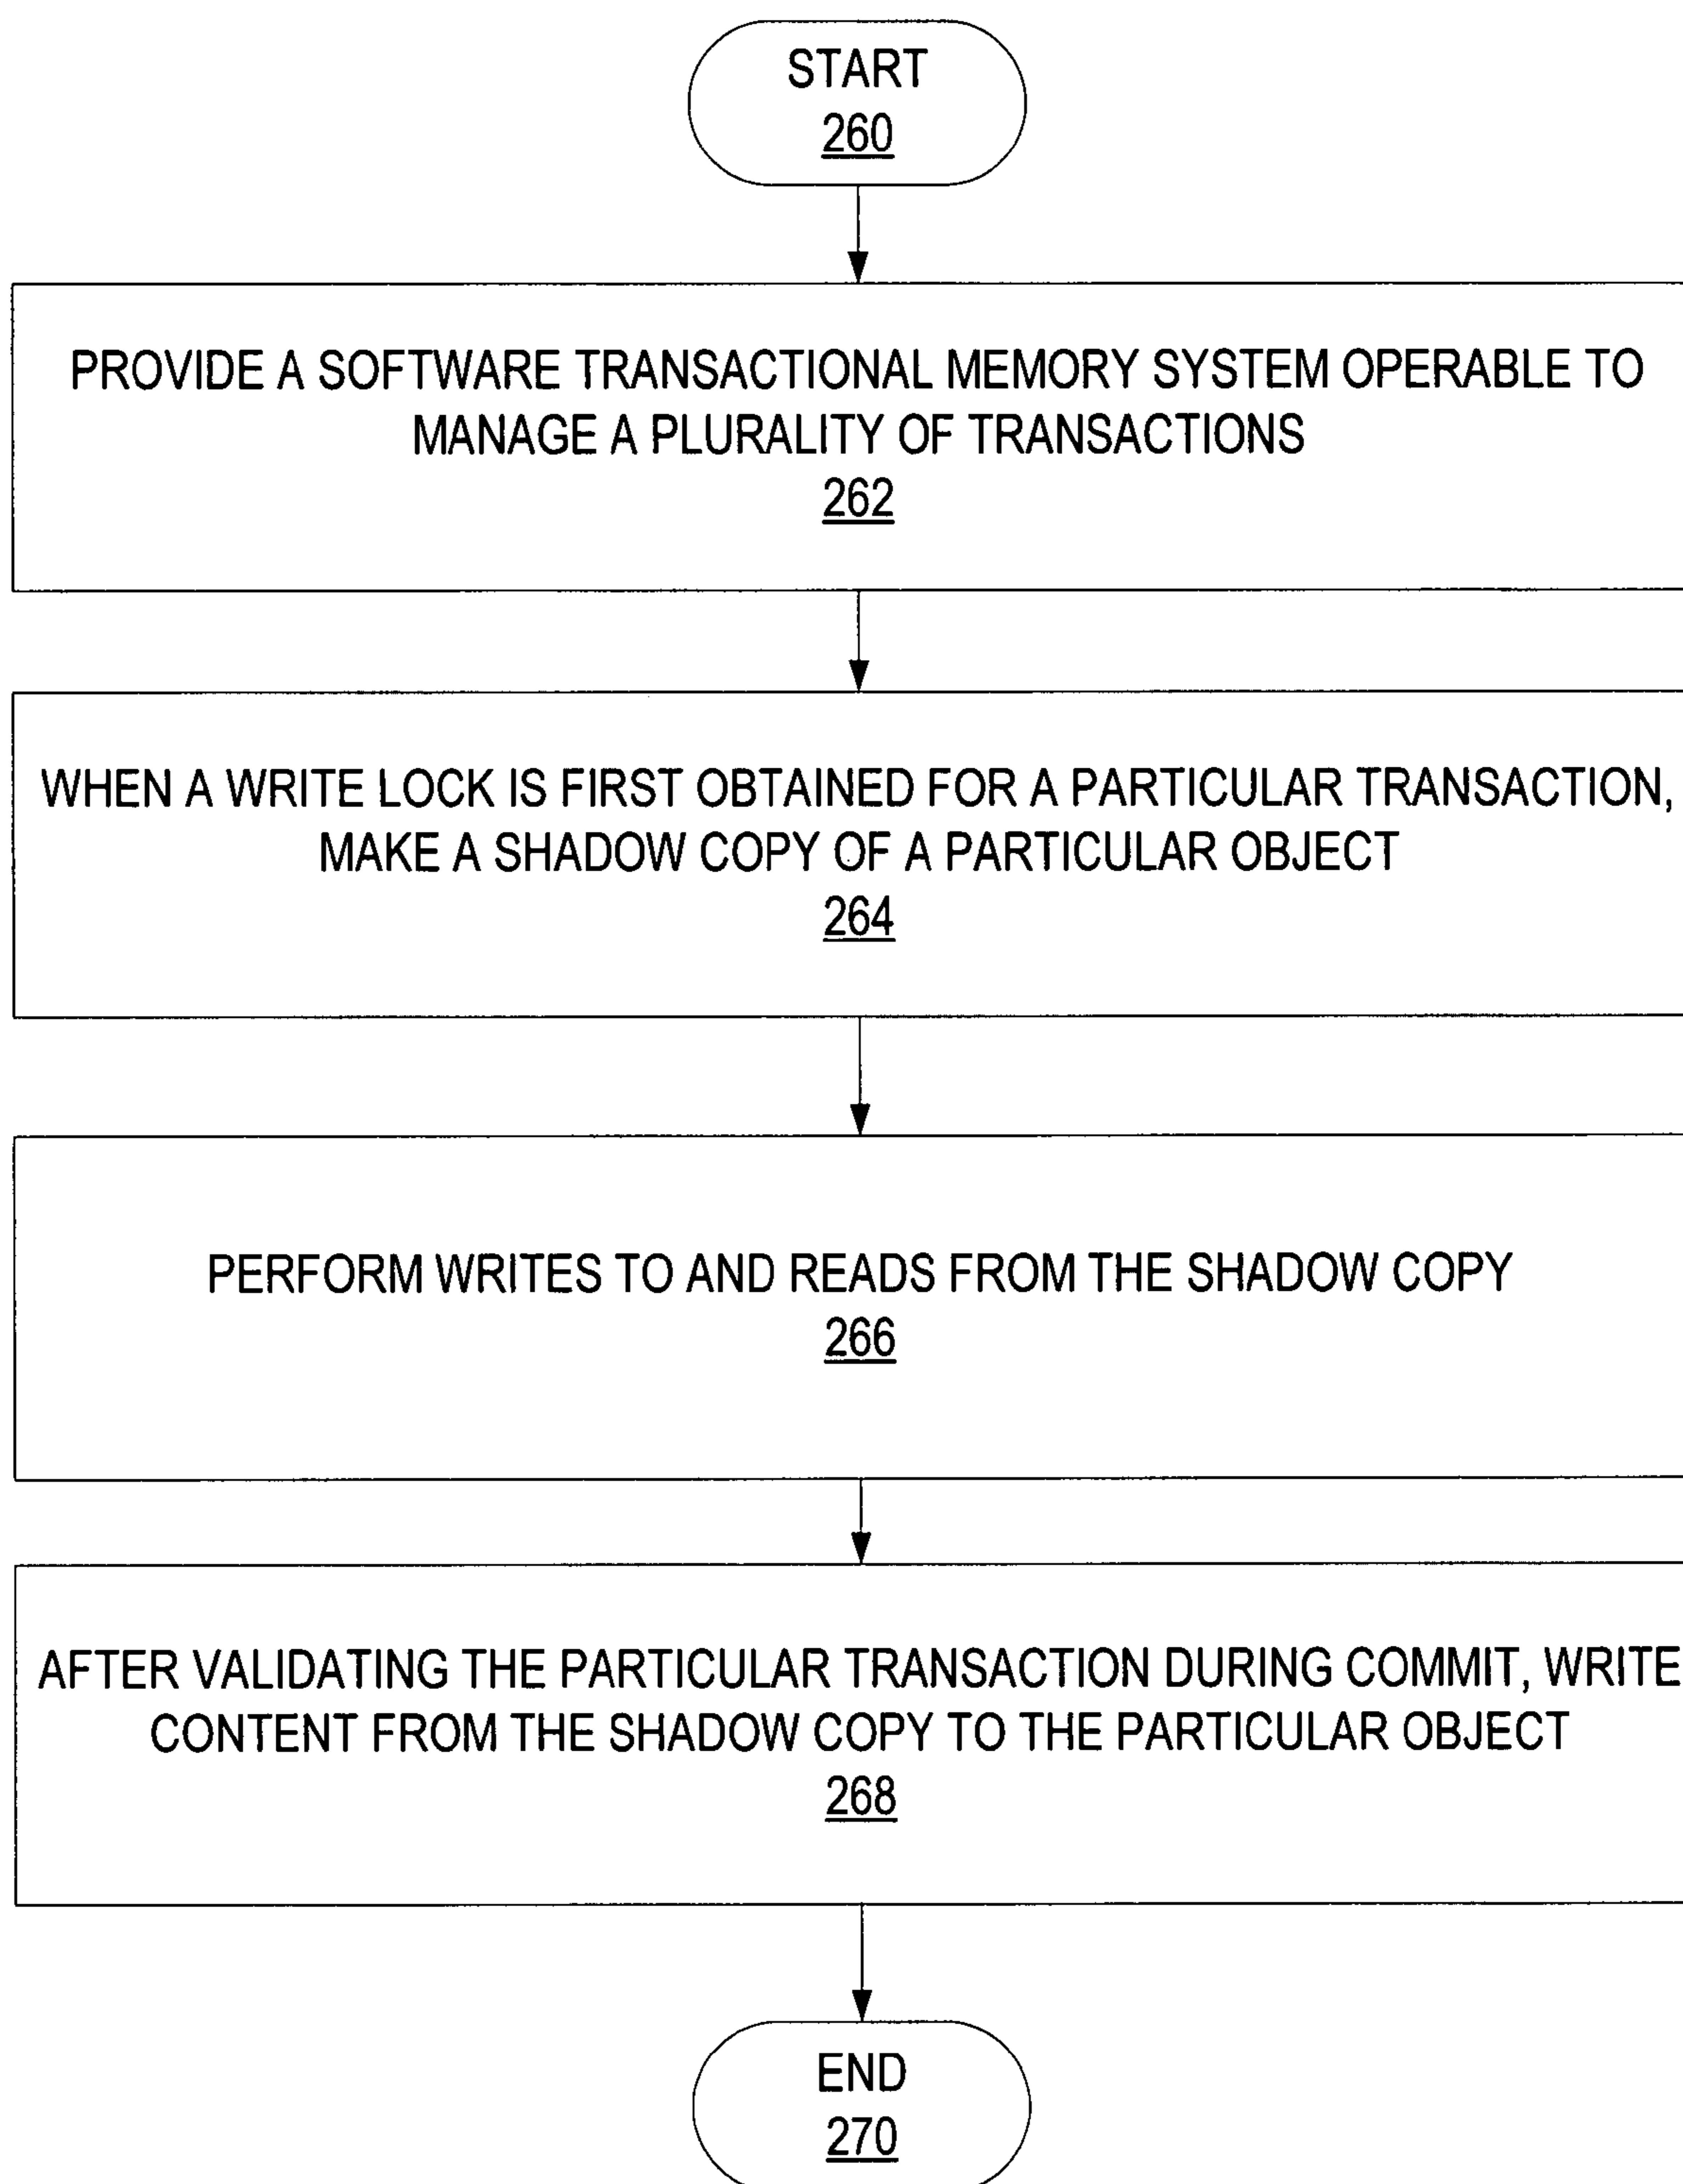 START
260
PROVIDE A SOFTWARE TRANSACTIONAL MEMORY SYSTEM OPERABLE TO
MANAGE A PLURALITY OF TRANSACTIONS
262
WHEN A WRITE LOCK IS FIRST OBTAINED FOR A PARTICULAR TRANSACTION,
MAKE A SHADOW COPY OF A PARTICULAR OBJECT
264
PERFORM WRITES TO AND READS FROM THE SHADOW COPY
266
AFTER VALIDATING THE PARTICULAR TRANSACTION DURING COMMIT, WRITE
CONTENT FROM THE SHADOW COPY TO THE PARTICULAR OBJECT
268
END
270